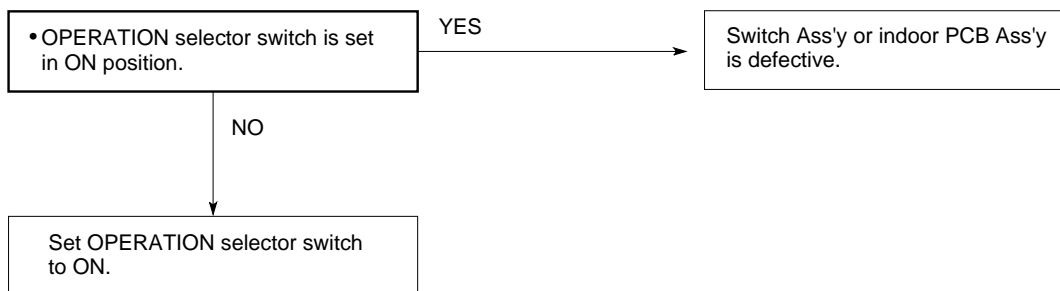 • OPERATION selector switch is set
in ON position.
YES
Switch Ass'y or indoor PCB Ass'y
is defective.
NO
Set OPERATION selector switch
to ON.